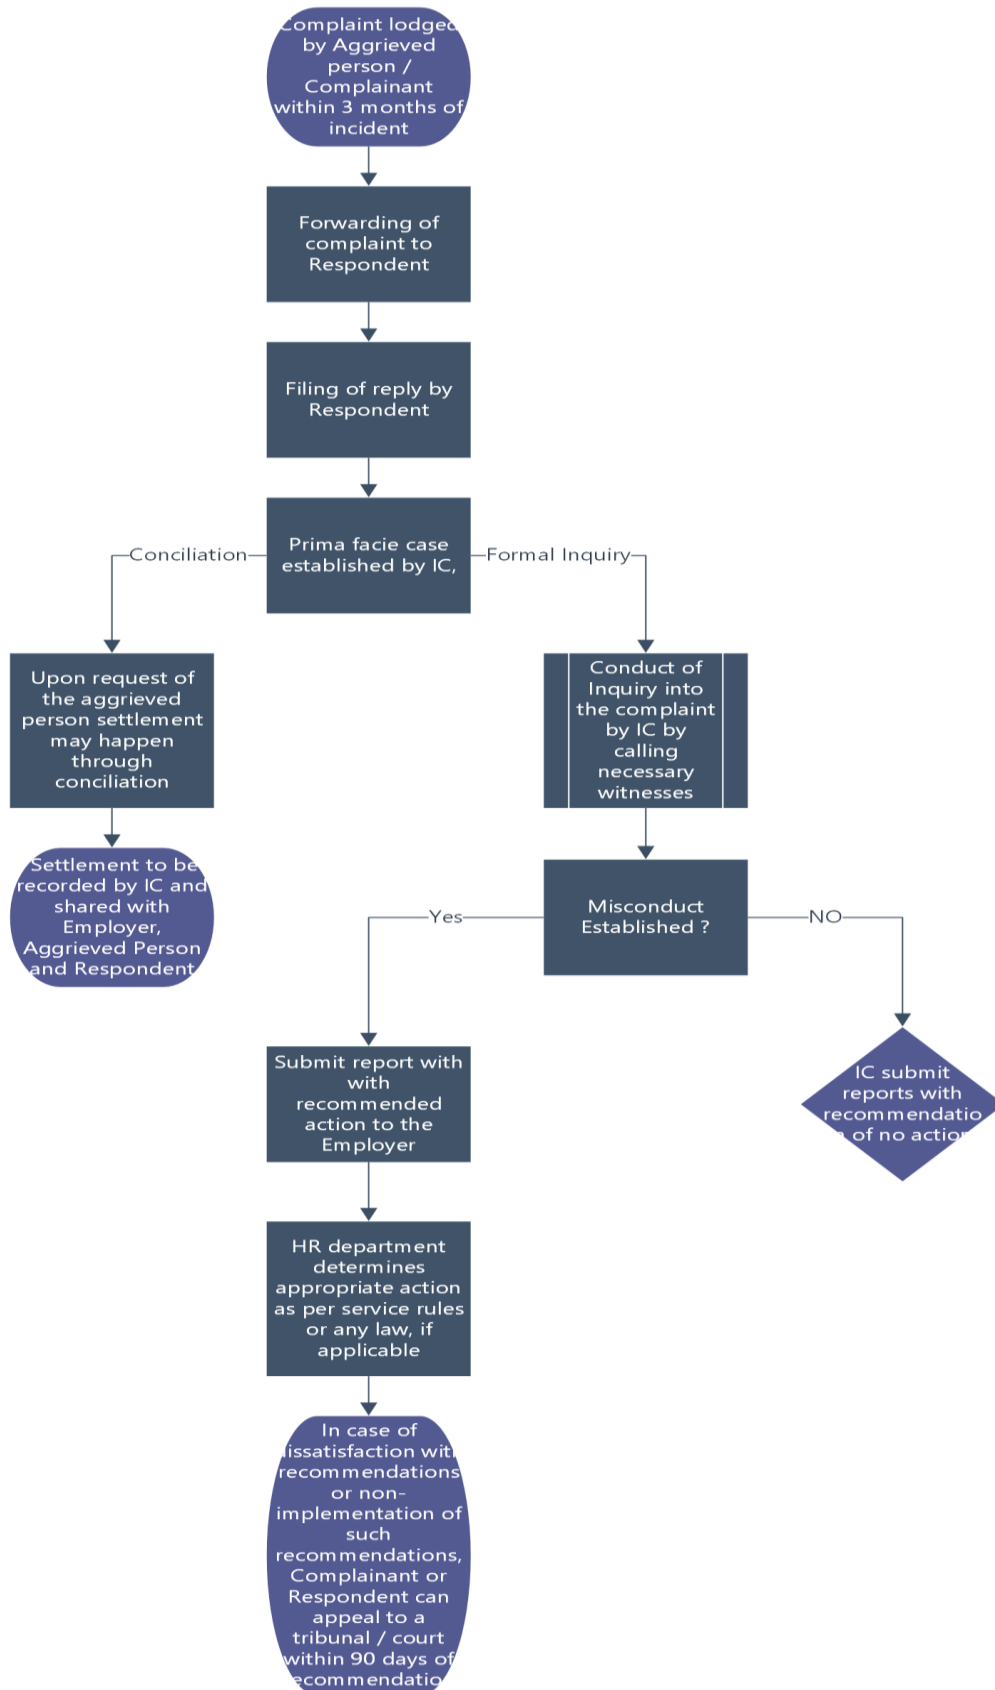 Complaint lodged
by Aggrieved
person /
Complainant
within 3 months of
incident
Forwarding of
complaint to
Respondent
Filing of reply by
Respondent
Prima facie case
established by IC,
Conciliation
Formal Inquiry
Upon request of
the aggrieved
person settlement
may happen
through
conciliation
Conduct of
Inquiry into
the complaint
by IC by
calling
necessary
witnesses
Settlement to be
recorded by IC and
shared with
Employer,
Aggrieved Person
and Respondent
Misconduct
Established ?
Yes
NO
Submit report with
with
recommended
action to the
Employer
IC submit
reports with
recommendatio
n of no action
HR department
determines
appropriate action
as per service rules
or any law, if
applicable
In case of
dissatisfaction with
recommendations
or non-
implementation of
such
recommendations,
Complainant or
Respondent can
appeal to a
tribunal / court
within 90 days of
recommendation